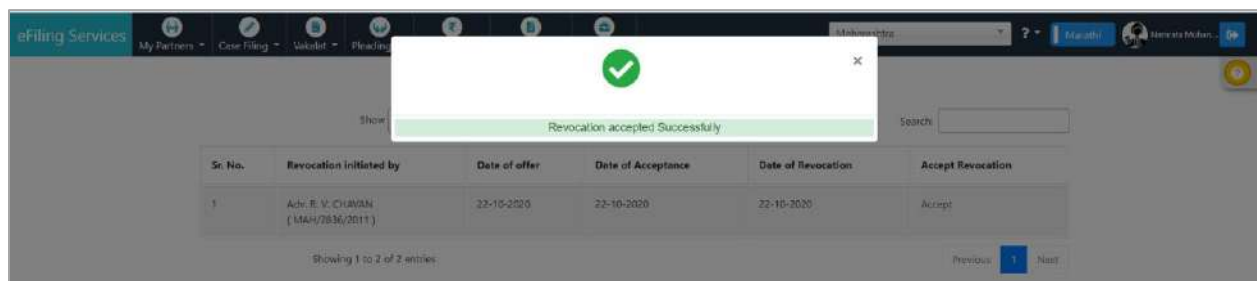 eFiling Services
My Partners Case Filing Vakalat Pleading
Maharashtra
? Marathi
×
Revocation accepted Successfully
Show
Search:
Sr. No. Revocation initiated by Date of offer Date of Acceptance Date of Revocation Accept Revocation
1 Adv. R. V. CHAVAN 22-10-2020 22-10-2020 22-10-2020 Accept
( MAH/7836/2011 )
Showing 1 to 2 of 2 entries
Previous 1 Next